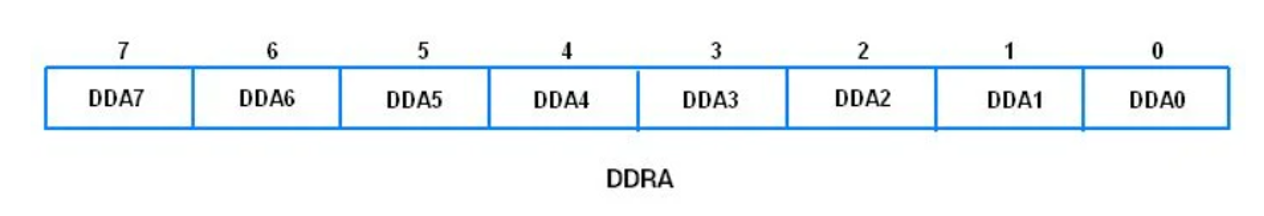 7 6 5 4 3 2 1 0
DDA7 DDA6 DDA5 DDA4 DDA3 DDA2 DDA1 DDA0
DDRA